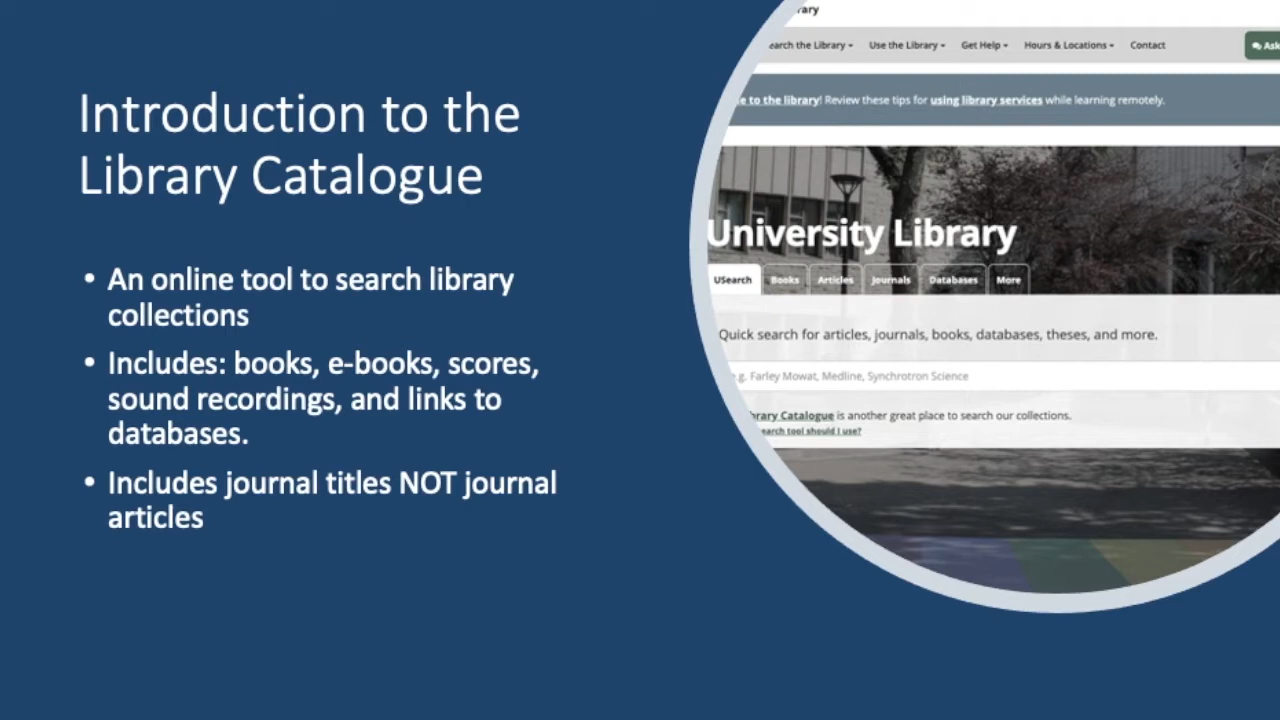 Introduction to the
Library Catalogue
• An online tool to search library
collections
• Includes: books, e-books, scores,
sound recordings, and links to
databases.
• Includes journal titles NOT journal
articles
the Library
Use the Library
Get Help
Hours & Locations
Contact
Ask
to the library! Review these tips for using library services while learning remotely.
University Library
USearch
Books
Articles
Journals
Databases
More
Quick search for articles, journals, books, databases, theses, and more.
e.g. Farley Mowat, Medline, Synchrotron Science
Catalogue is another great place to search our collections.
tool should I use?